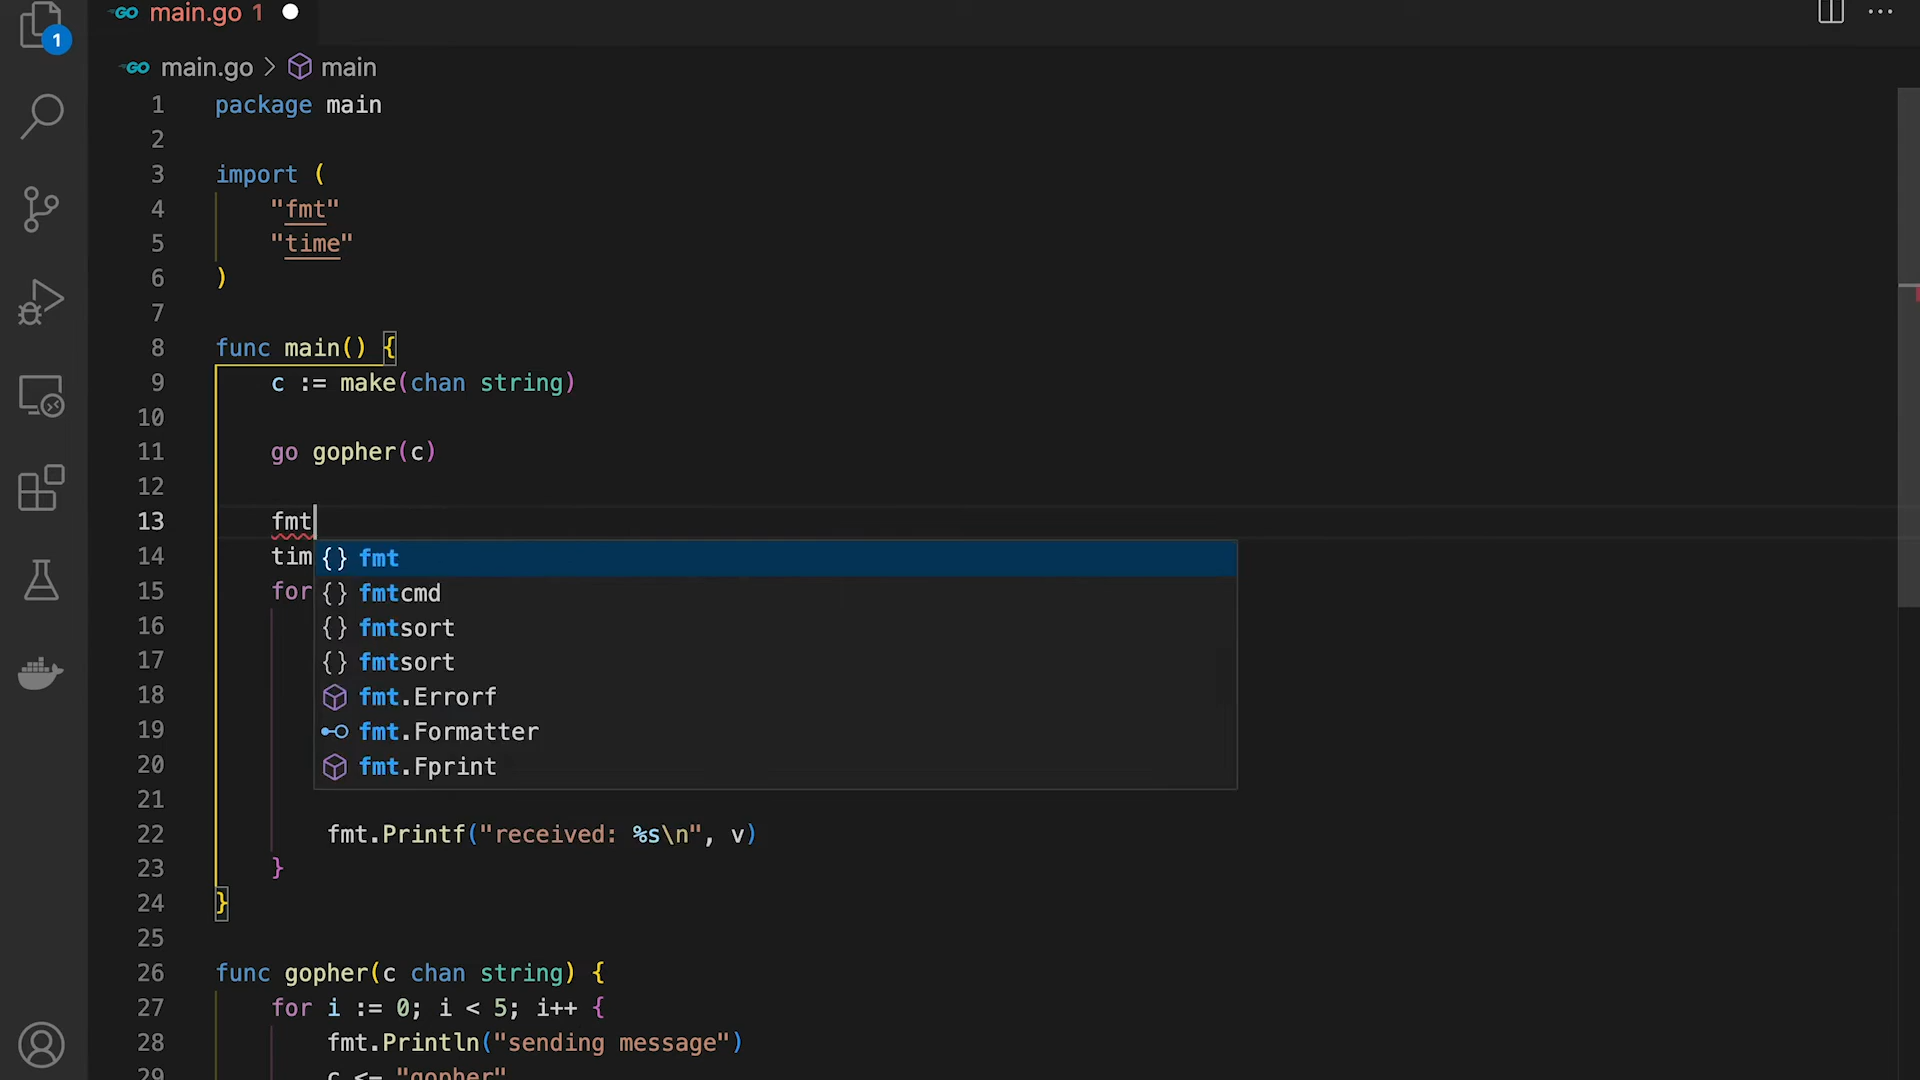 GO main.go 1
1
GO main.go > main
1 package main
2
3 import (
4 "fmt"
5 "time"
6 )
7
8 func main() {
9 c := make(chan string)
10
11 go gopher(c)
12
13 fmt
14 tim
15 for
16
17
18
19
20
21
22 fmt.Printf("received: %s\n", v)
23 }
24 }
25
26 func gopher(c chan string) {
27 for i := 0; i < 5; i++ {
28 fmt.Println("sending message")
29 c <- "gopher"
{} fmt
{} fmtcmd
{} fmtsort
{} fmtsort
fmt.Errorf
fmt.Formatter
fmt.Fprint